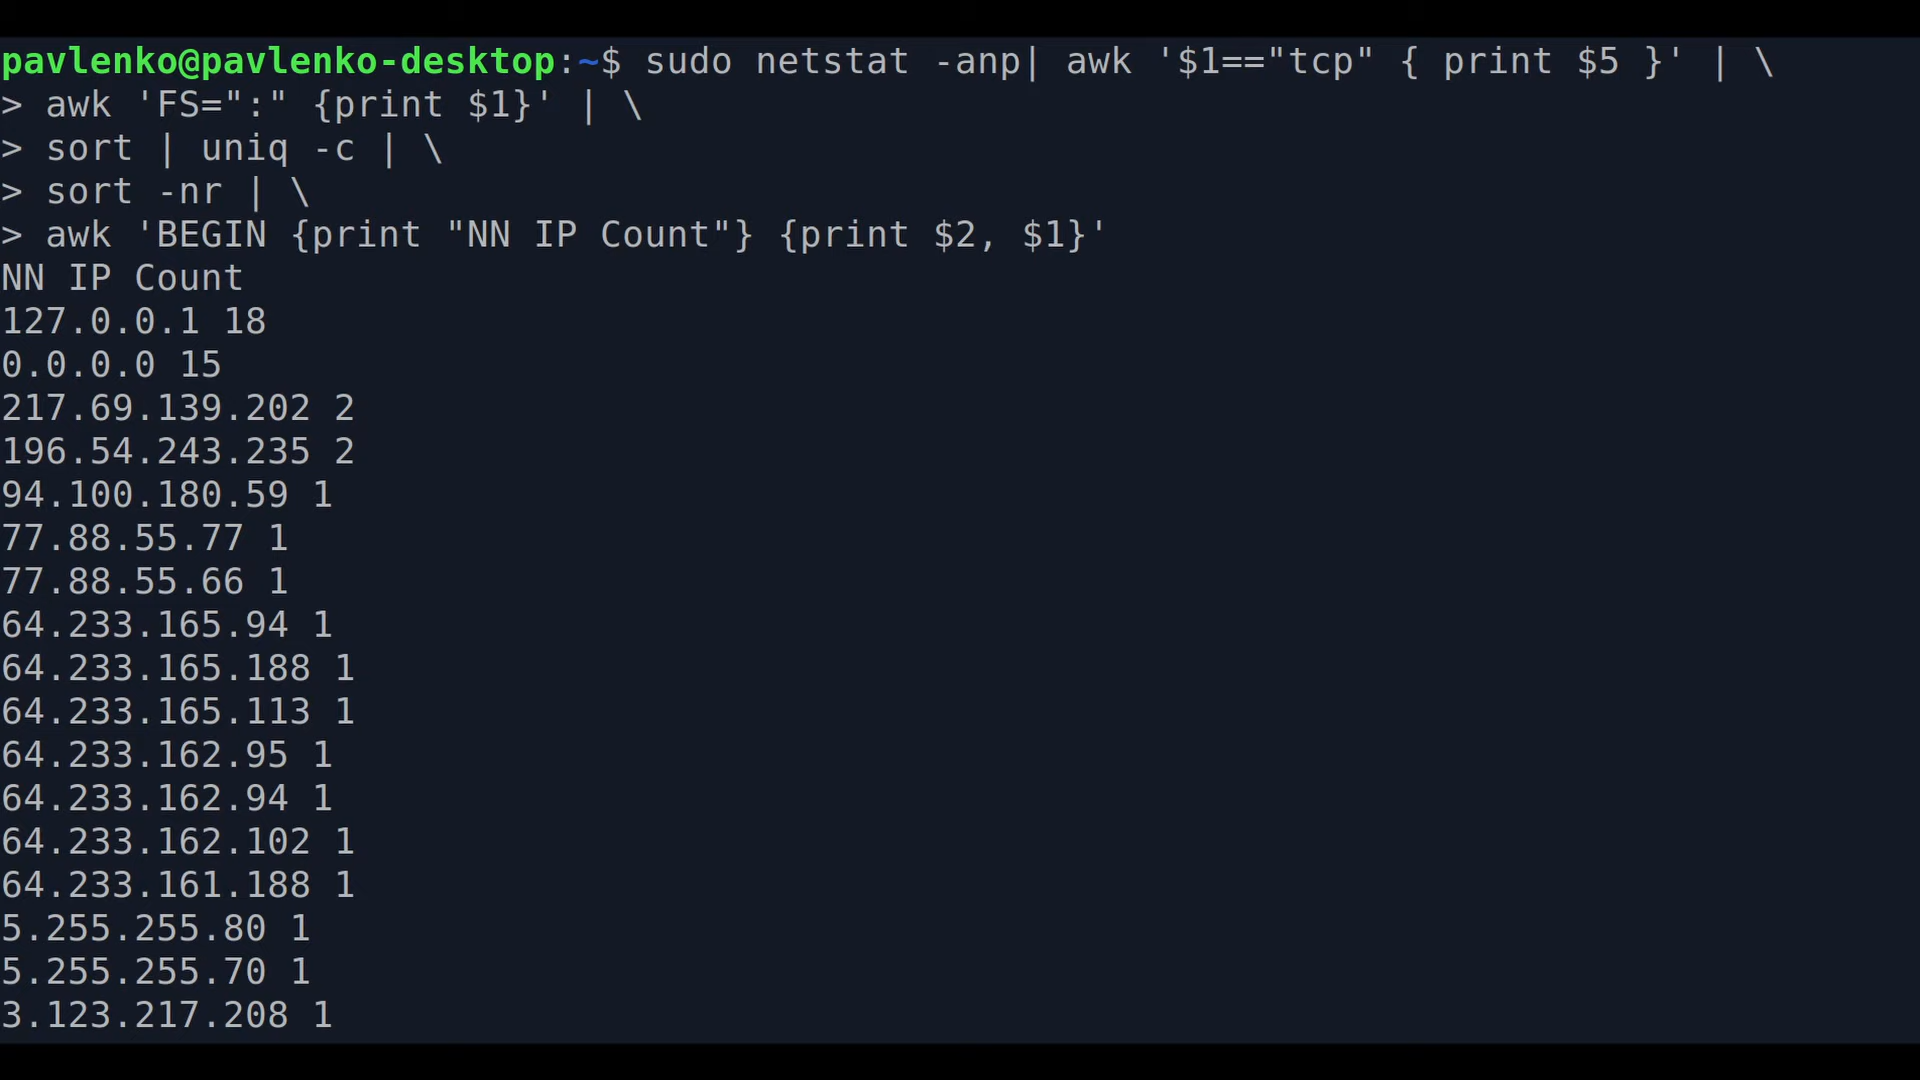 pavlenko@pavlenko-desktop:~$ sudo netstat -anp| awk '$1=="tcp" { print $5 }' | \
> awk 'FS=":" {print $1}' | \
> sort | uniq -c | \
> sort -nr | \
> awk 'BEGIN {print "NN IP Count"} {print $2, $1}'
NN IP Count
127.0.0.1 18
0.0.0.0 15
217.69.139.202 2
196.54.243.235 2
94.100.180.59 1
77.88.55.77 1
77.88.55.66 1
64.233.165.94 1
64.233.165.188 1
64.233.165.113 1
64.233.162.95 1
64.233.162.94 1
64.233.162.102 1
64.233.161.188 1
5.255.255.80 1
5.255.255.70 1
3.123.217.208 1